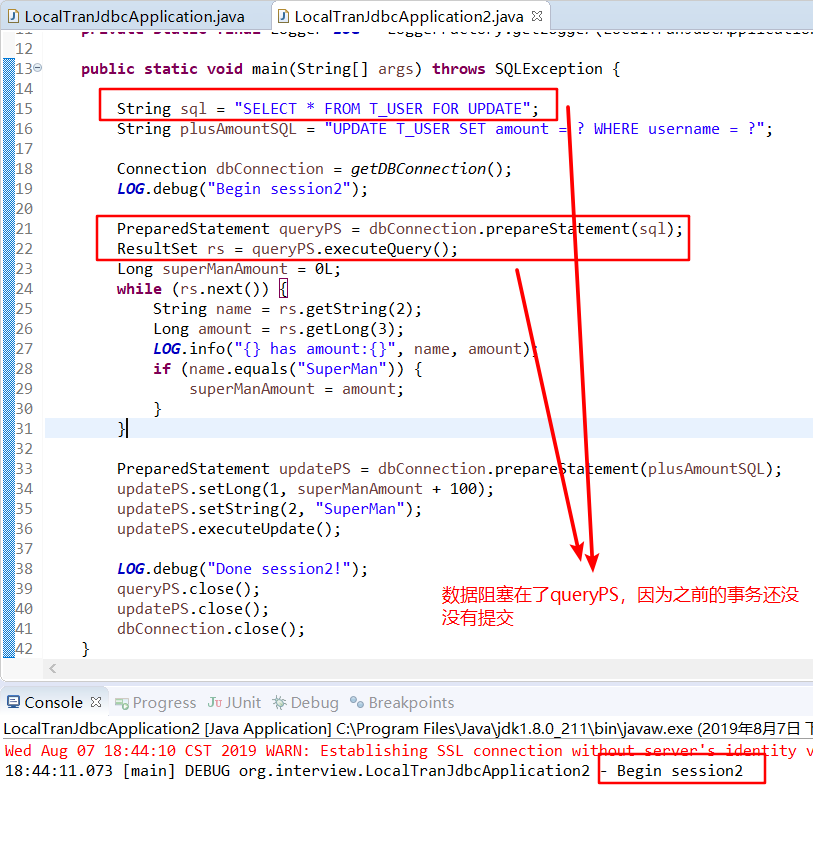 LocalTranJdbcApplication.java LocalTranJdbcApplication2.java
11 private static final Logger LOG = LoggerFactory.getLogger(LocalTranJdbcApplication
12
13 public static void main(String[] args) throws SQLException {
14
15 String sql = "SELECT * FROM T_USER FOR UPDATE";
16 String plusAmountSQL = "UPDATE T_USER SET amount = ? WHERE username = ?";
17
18 Connection dbConnection = getDBConnection();
19 LOG.debug("Begin session2");
20
21 PreparedStatement queryPS = dbConnection.prepareStatement(sql);
22 ResultSet rs = queryPS.executeQuery();
23 Long superManAmount = 0L;
24 while (rs.next()) {
25 String name = rs.getString(2);
26 Long amount = rs.getLong(3);
27 LOG.info("{} has amount:{}", name, amount);
28 if (name.equals("SuperMan")) {
29 superManAmount = amount;
30 }
31 }
32
33 PreparedStatement updatePS = dbConnection.prepareStatement(plusAmountSQL);
34 updatePS.setLong(1, superManAmount + 100);
35 updatePS.setString(2, "SuperMan");
36 updatePS.executeUpdate();
37
38 LOG.debug("Done session2!");
39 queryPS.close();
40 updatePS.close();
41 dbConnection.close();
42 }
数据阻塞在了queryPS，因为之前的事务还没
没有提交
Console Progress JUnit Debug Breakpoints
LocalTranJdbcApplication2 [Java Application] C:\Program Files\Java\jdk1.8.0_211\bin\javaw.exe (2019年8月7日 下
Wed Aug 07 18:44:10 CST 2019 WARN: Establishing SSL connection without server's identity v
18:44:11.073 [main] DEBUG org.interview.LocalTranJdbcApplication2 - Begin session2